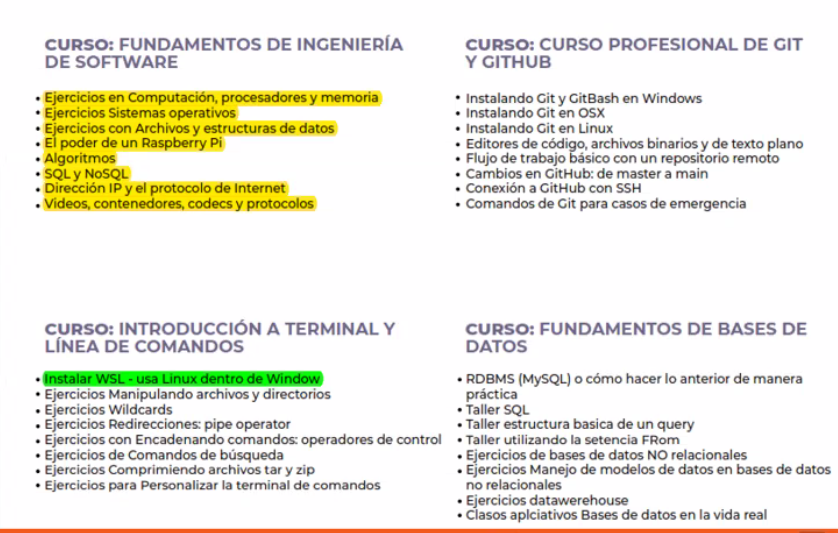 CURSO: FUNDAMENTOS DE INGENIERÍA
DE SOFTWARE
• Ejercicios en Computación, procesadores y memoria
• Ejercicios Sistemas operativos
• Ejercicios con Archivos y estructuras de datos
• El poder de un Raspberry Pi
• Algoritmos
• SQL y NoSQL
• Dirección IP y el protocolo de Internet
• Videos, contenedores, codecs y protocolos
CURSO: CURSO PROFESIONAL DE GIT
Y GITHUB
• Instalando Git y GitBash en Windows
• Instalando Git en OSX
• Instalando Git en Linux
• Editores de código, archivos binarios y de texto plano
• Flujo de trabajo básico con un repositorio remoto
• Cambios en GitHub: de master a main
• Conexión a GitHub con SSH
• Comandos de Git para casos de emergencia
CURSO: INTRODUCCIÓN A TERMINAL Y
LÍNEA DE COMANDOS
• Instalar WSL - usa Linux dentro de Window
• Ejercicios Manipulando archivos y directorios
• Ejercicios Wildcards
• Ejercicios Redirecciones: pipe operator
• Ejercicios con Encadenando comandos: operadores de control
• Ejercicios de Comandos de búsqueda
• Ejercicios Comprimiendo archivos tar y zip
• Ejercicios para Personalizar la terminal de comandos
CURSO: FUNDAMENTOS DE BASES DE
DATOS
• RDBMS (MySQL) o cómo hacer lo anterior de manera
práctica
• Taller SQL
• Taller estructura basica de un query
• Taller utilizando la setencia FRom
• Ejercicios de bases de datos NO relacionales
• Ejercicios Manejo de modelos de datos en bases de datos
no relacionales
• Ejercicios datawerehouse
• Clasos aplciativos Bases de datos en la vida real